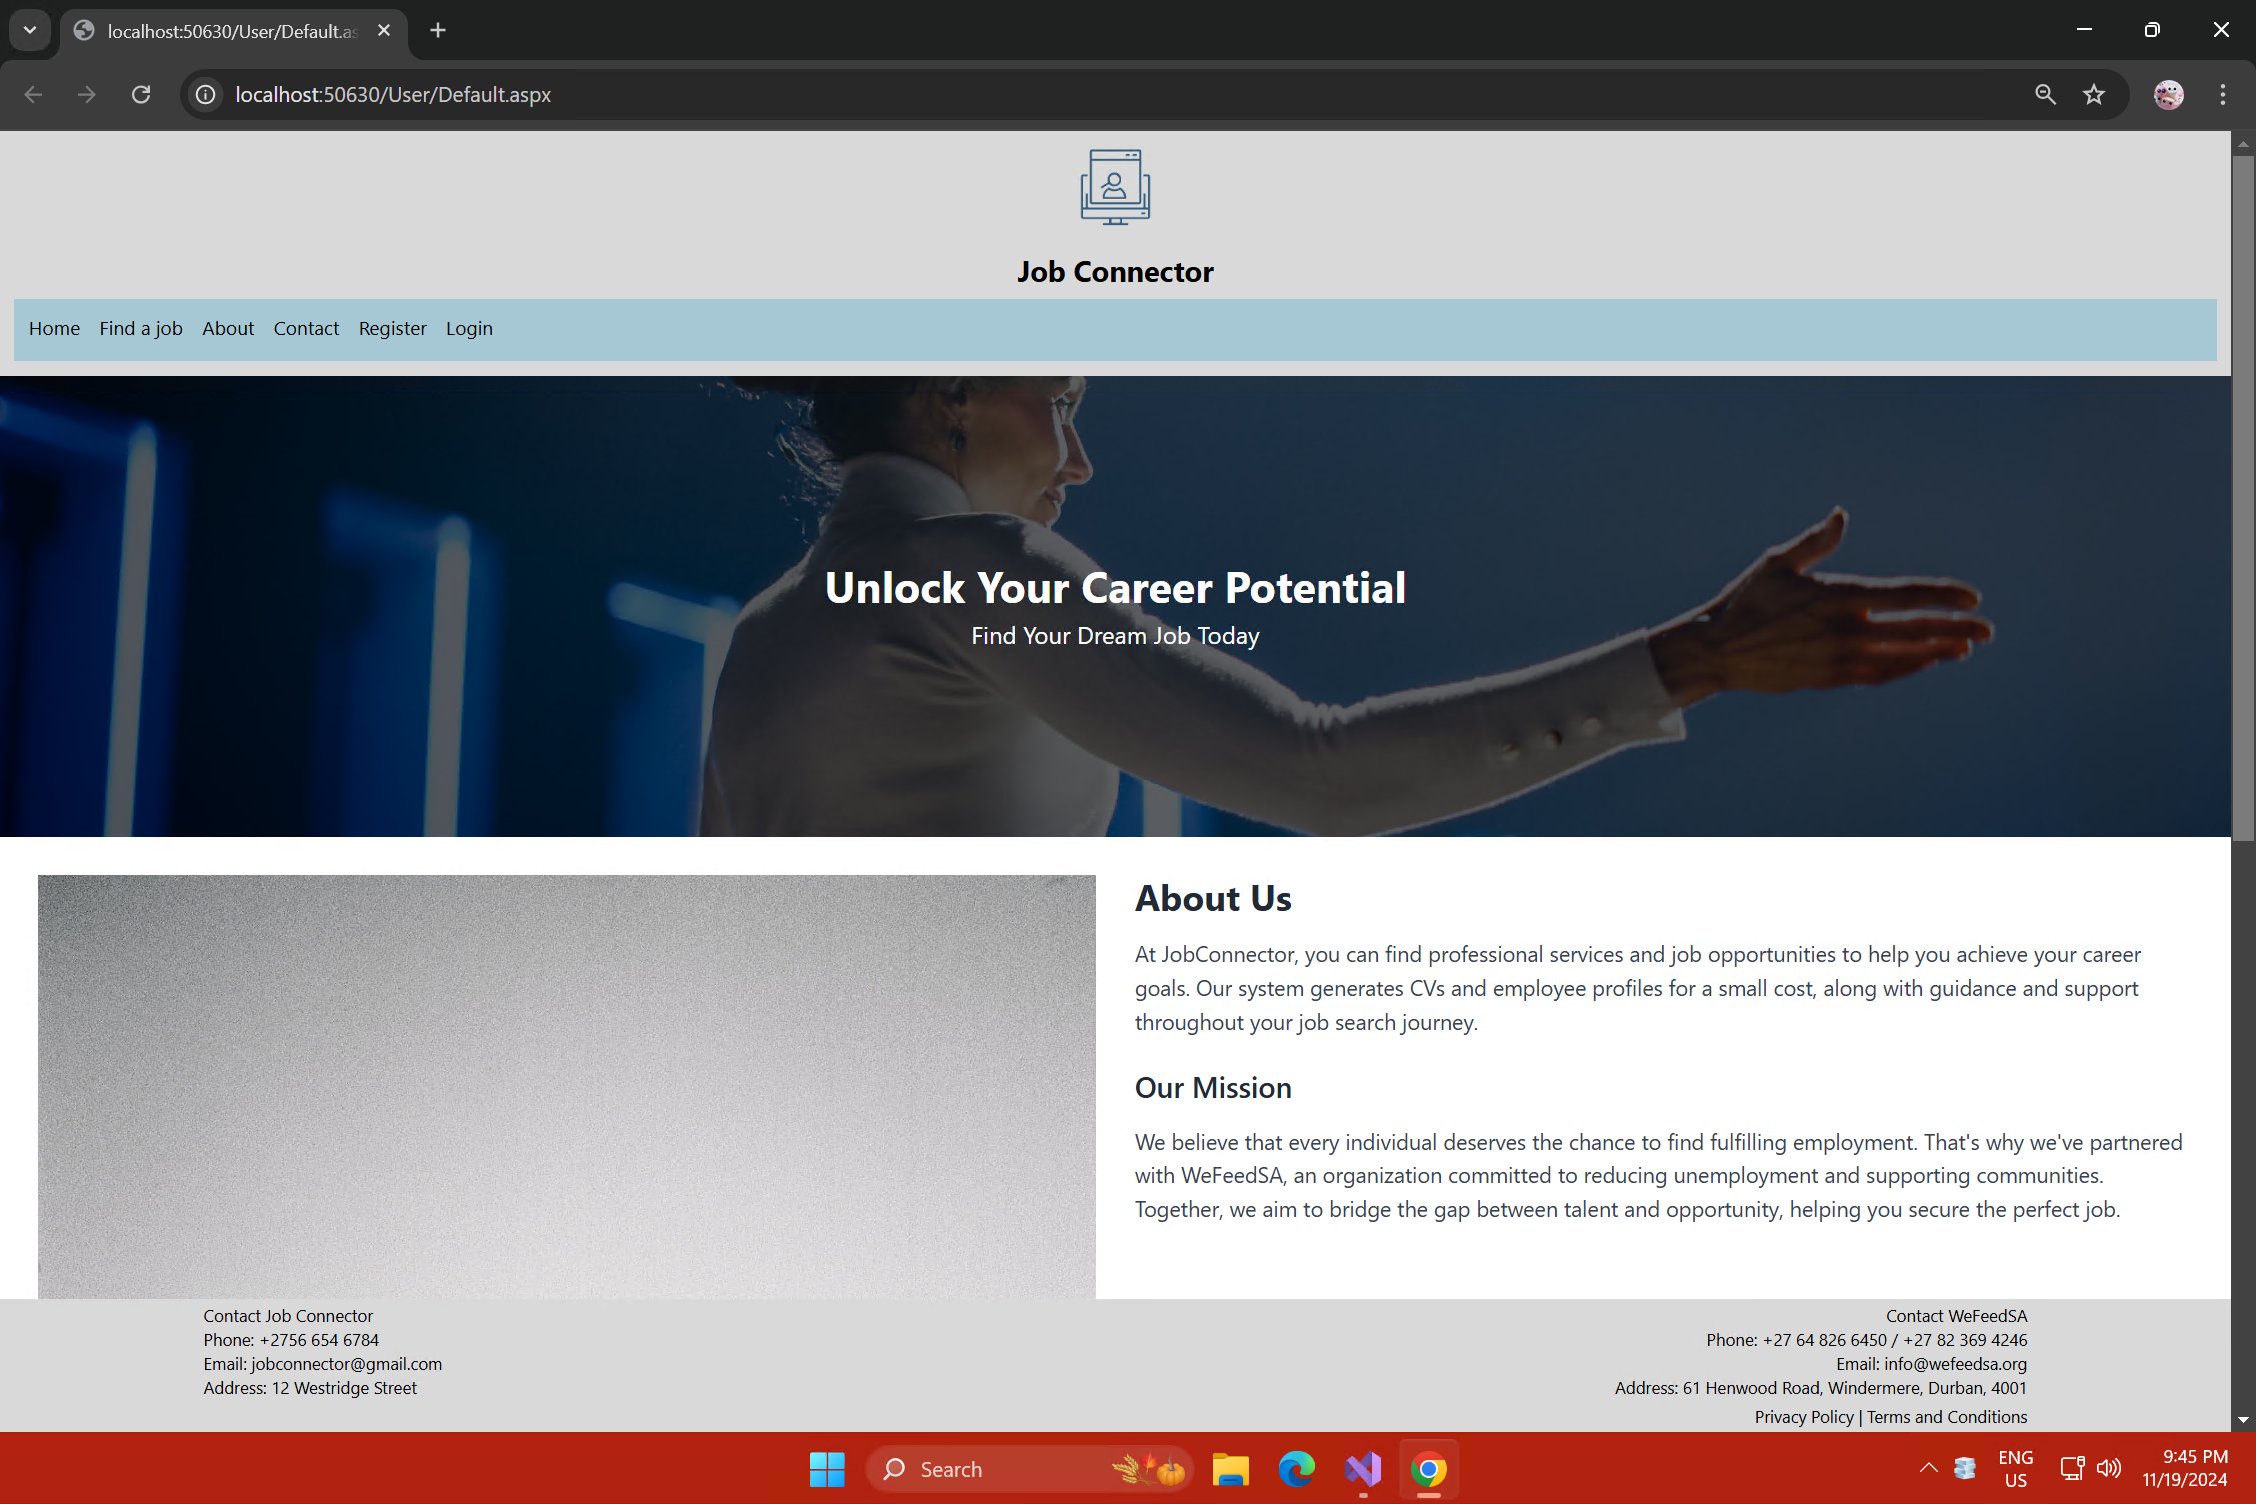 localhost:50630/User/Default.as
localhost:50630/User/Default.aspx
Job Connector
Home Find a job About Contact Register Login
Unlock Your Career Potential
Find Your Dream Job Today
About Us
At JobConnector, you can find professional services and job opportunities to help you achieve your career
goals. Our system generates CVs and employee profiles for a small cost, along with guidance and support
throughout your job search journey.
Our Mission
We believe that every individual deserves the chance to find fulfilling employment. That's why we've partnered
with WeFeedSA, an organization committed to reducing unemployment and supporting communities.
Together, we aim to bridge the gap between talent and opportunity, helping you secure the perfect job.
Contact Job Connector
Phone: +2756 654 6784
Email: jobconnector@gmail.com
Address: 12 Westridge Street
Contact WeFeedSA
Phone: +27 64 826 6450 / +27 82 369 4246
Email: info@wefeedsa.org
Address: 61 Henwood Road, Windermere, Durban, 4001
Privacy Policy | Terms and Conditions
Search
ENG
US
9:45 PM
11/19/2024